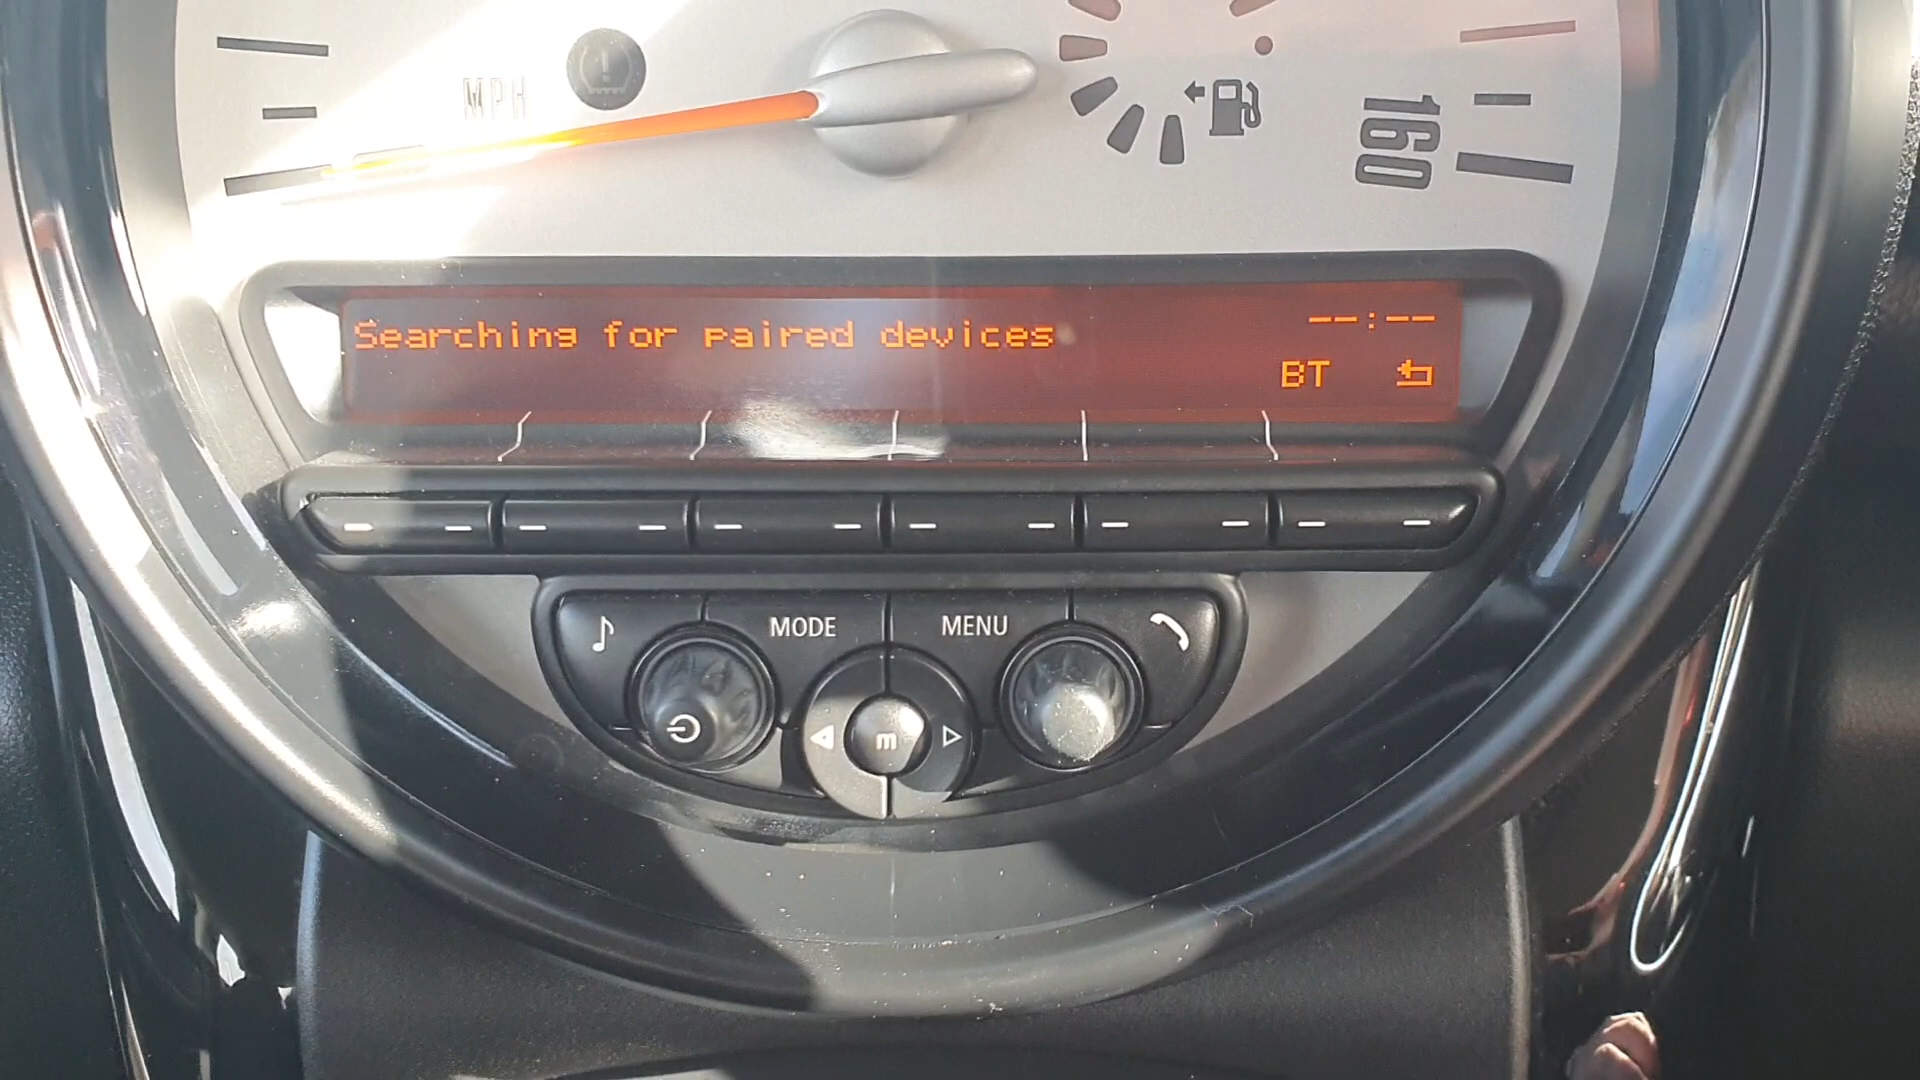 MPH
160
Searching for paired devices
--:--
BT
MODE
MENU
m